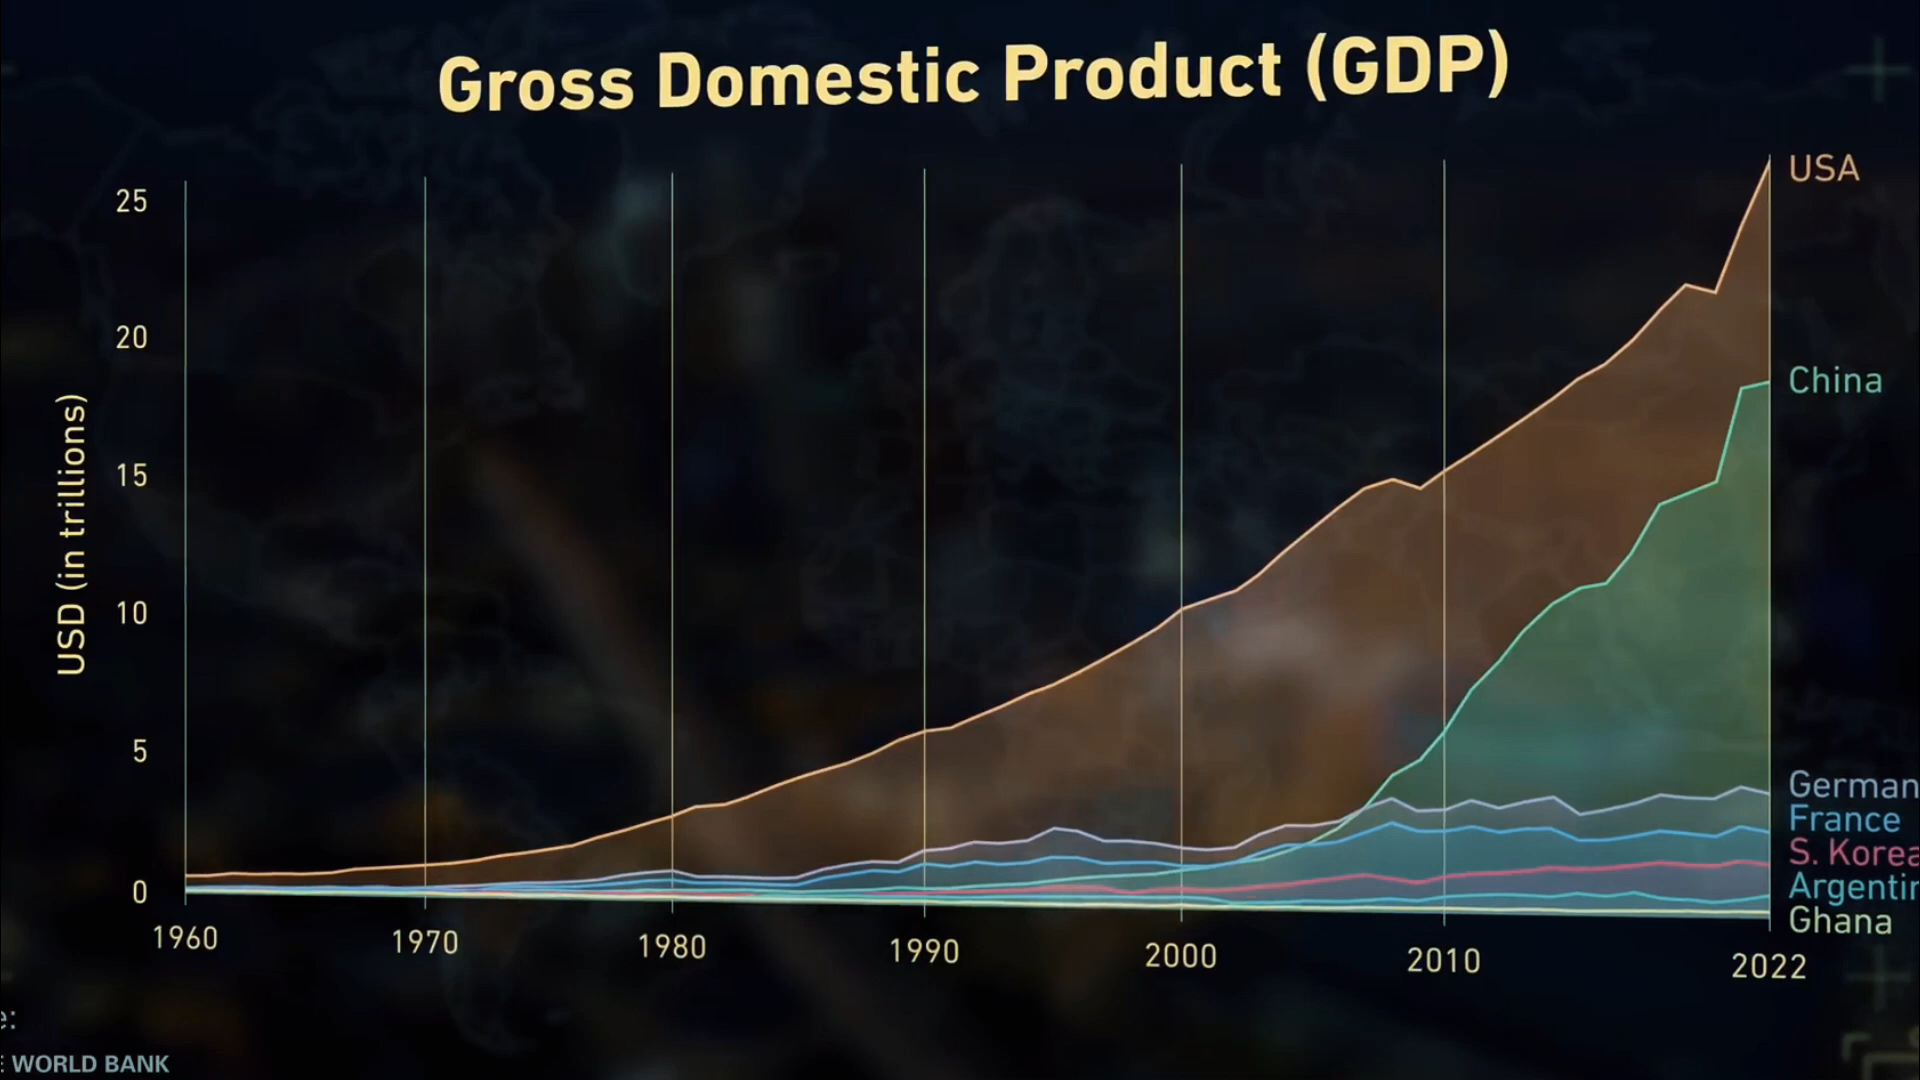 Gross Domestic Product (GDP)
USD (in trillions)
25
20
15
10
5
0
1960
1970
1980
1990
2000
2010
2022
USA
China
German
France
S. Korea
Argentin
Ghana
e:
WORLD BANK